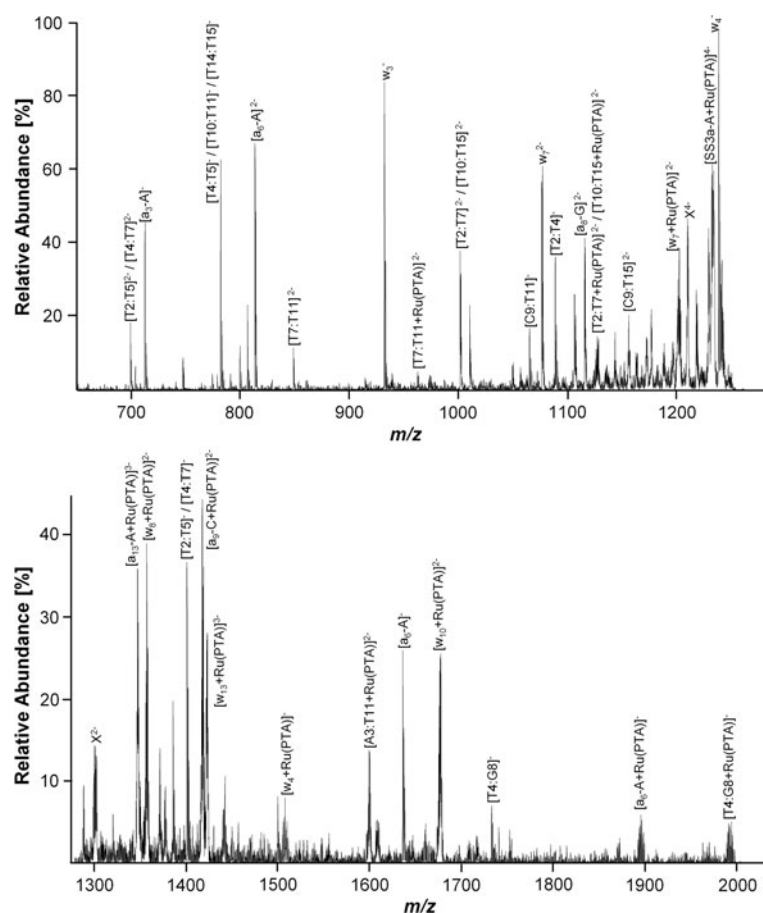 Relative Abundance [%]
100
80
60
40
20
[T2:T5]²⁻ / [T4:T7]²⁻
[a₃-A]⁻
[T4:T5]⁻ / [T10:T11]⁻ / [T14:T15]⁻
[a₆-A]²⁻
[T7:T11]²⁻
w₃⁻
[T7:T11+Ru(PTA)]²⁻
[T2:T7]²⁻ / [T10:T15]²⁻
[C9:T11]⁻
w₇²⁻
[T2:T4]⁻
[a₈-G]²⁻
[T2:T7+Ru(PTA)]²⁻ / [T10:T15+Ru(PTA)]²⁻
[C9:T15]²⁻
[w₇+Ru(PTA)]²⁻
X⁴⁻
[SS3a-A+Ru(PTA)]⁴⁻
w₄⁻
700
800
900
1000
1100
1200
m/z
Relative Abundance [%]
40
30
20
10
X²⁻
[a₁₃-A+Ru(PTA)]³⁻
[w₈+Ru(PTA)]²⁻
[T2:T5]⁻ / [T4:T7]⁻
[a₉-C+Ru(PTA)]²⁻
[w₁₃+Ru(PTA)]³⁻
[w₄+Ru(PTA)]⁻
[A3:T11+Ru(PTA)]²⁻
[a₆-A]⁻
[w₁₀+Ru(PTA)]²⁻
[T4:G8]⁻
[a₆-A+Ru(PTA)]⁻
[T4:G8+Ru(PTA)]⁻
1300
1400
1500
1600
1700
1800
1900
2000
m/z